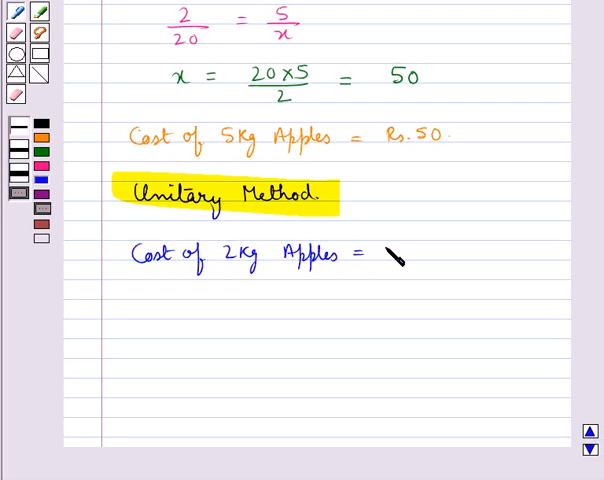 2/20 = 5/x
x = 20×5/2 = 50
Cost of 5Kg Apples = Rs. 50.
Unitary Method.
Cost of 2Kg Apples =